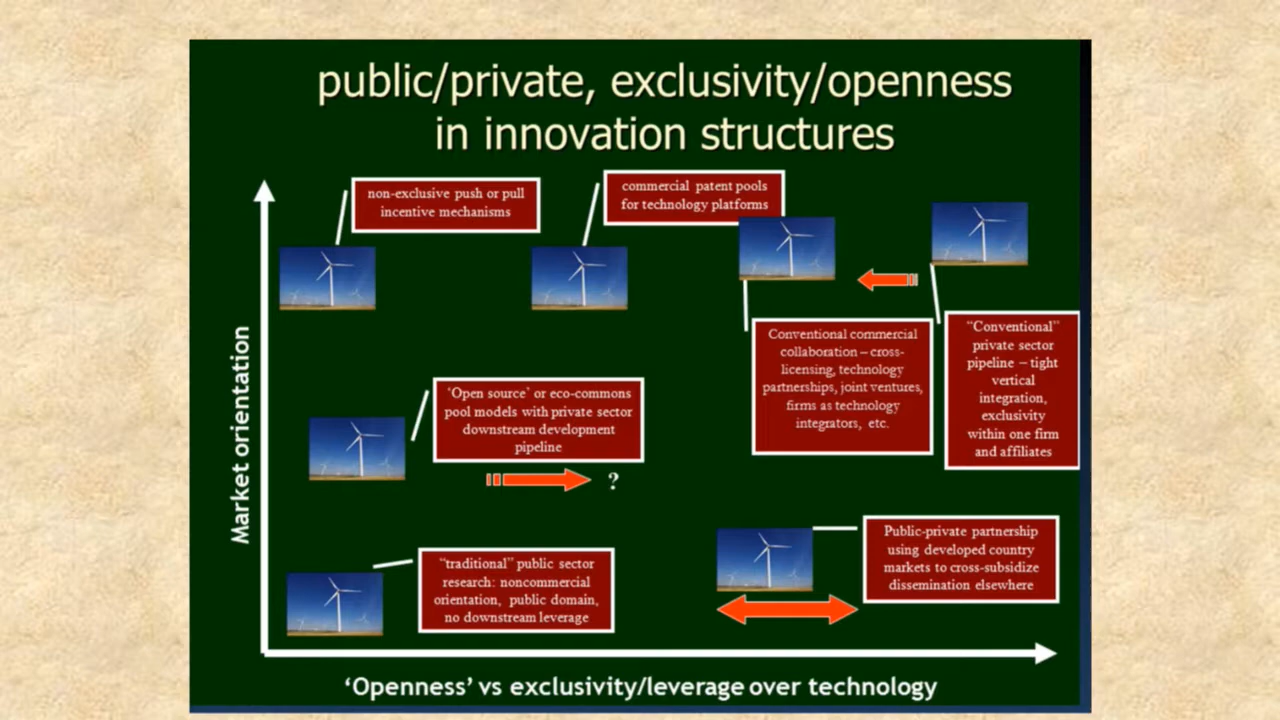 public/private, exclusivity/openness
in innovation structures
non-exclusive push or pull
incentive mechanisms
commercial patent pools
for technology platforms
Conventional commercial
collaboration – cross-
licensing, technology
partnerships, joint ventures,
firms as technology
integrators, etc.
“Conventional”
private sector
pipeline – tight
vertical
integration,
exclusivity
within one firm
and affiliates
‘Open source’ or eco-commons
pool models with private sector
downstream development
pipeline
?
“traditional” public sector
research: noncommercial
orientation, public domain,
no downstream leverage
Public-private partnership
using developed country
markets to cross-subsidize
dissemination elsewhere
Market orientation
‘Openness’ vs exclusivity/leverage over technology